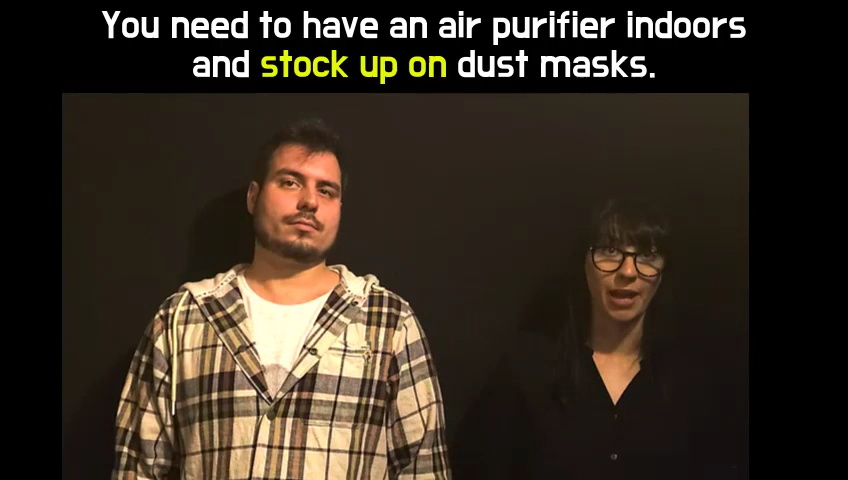 You need to have an air purifier indoors
and stock up on dust masks.